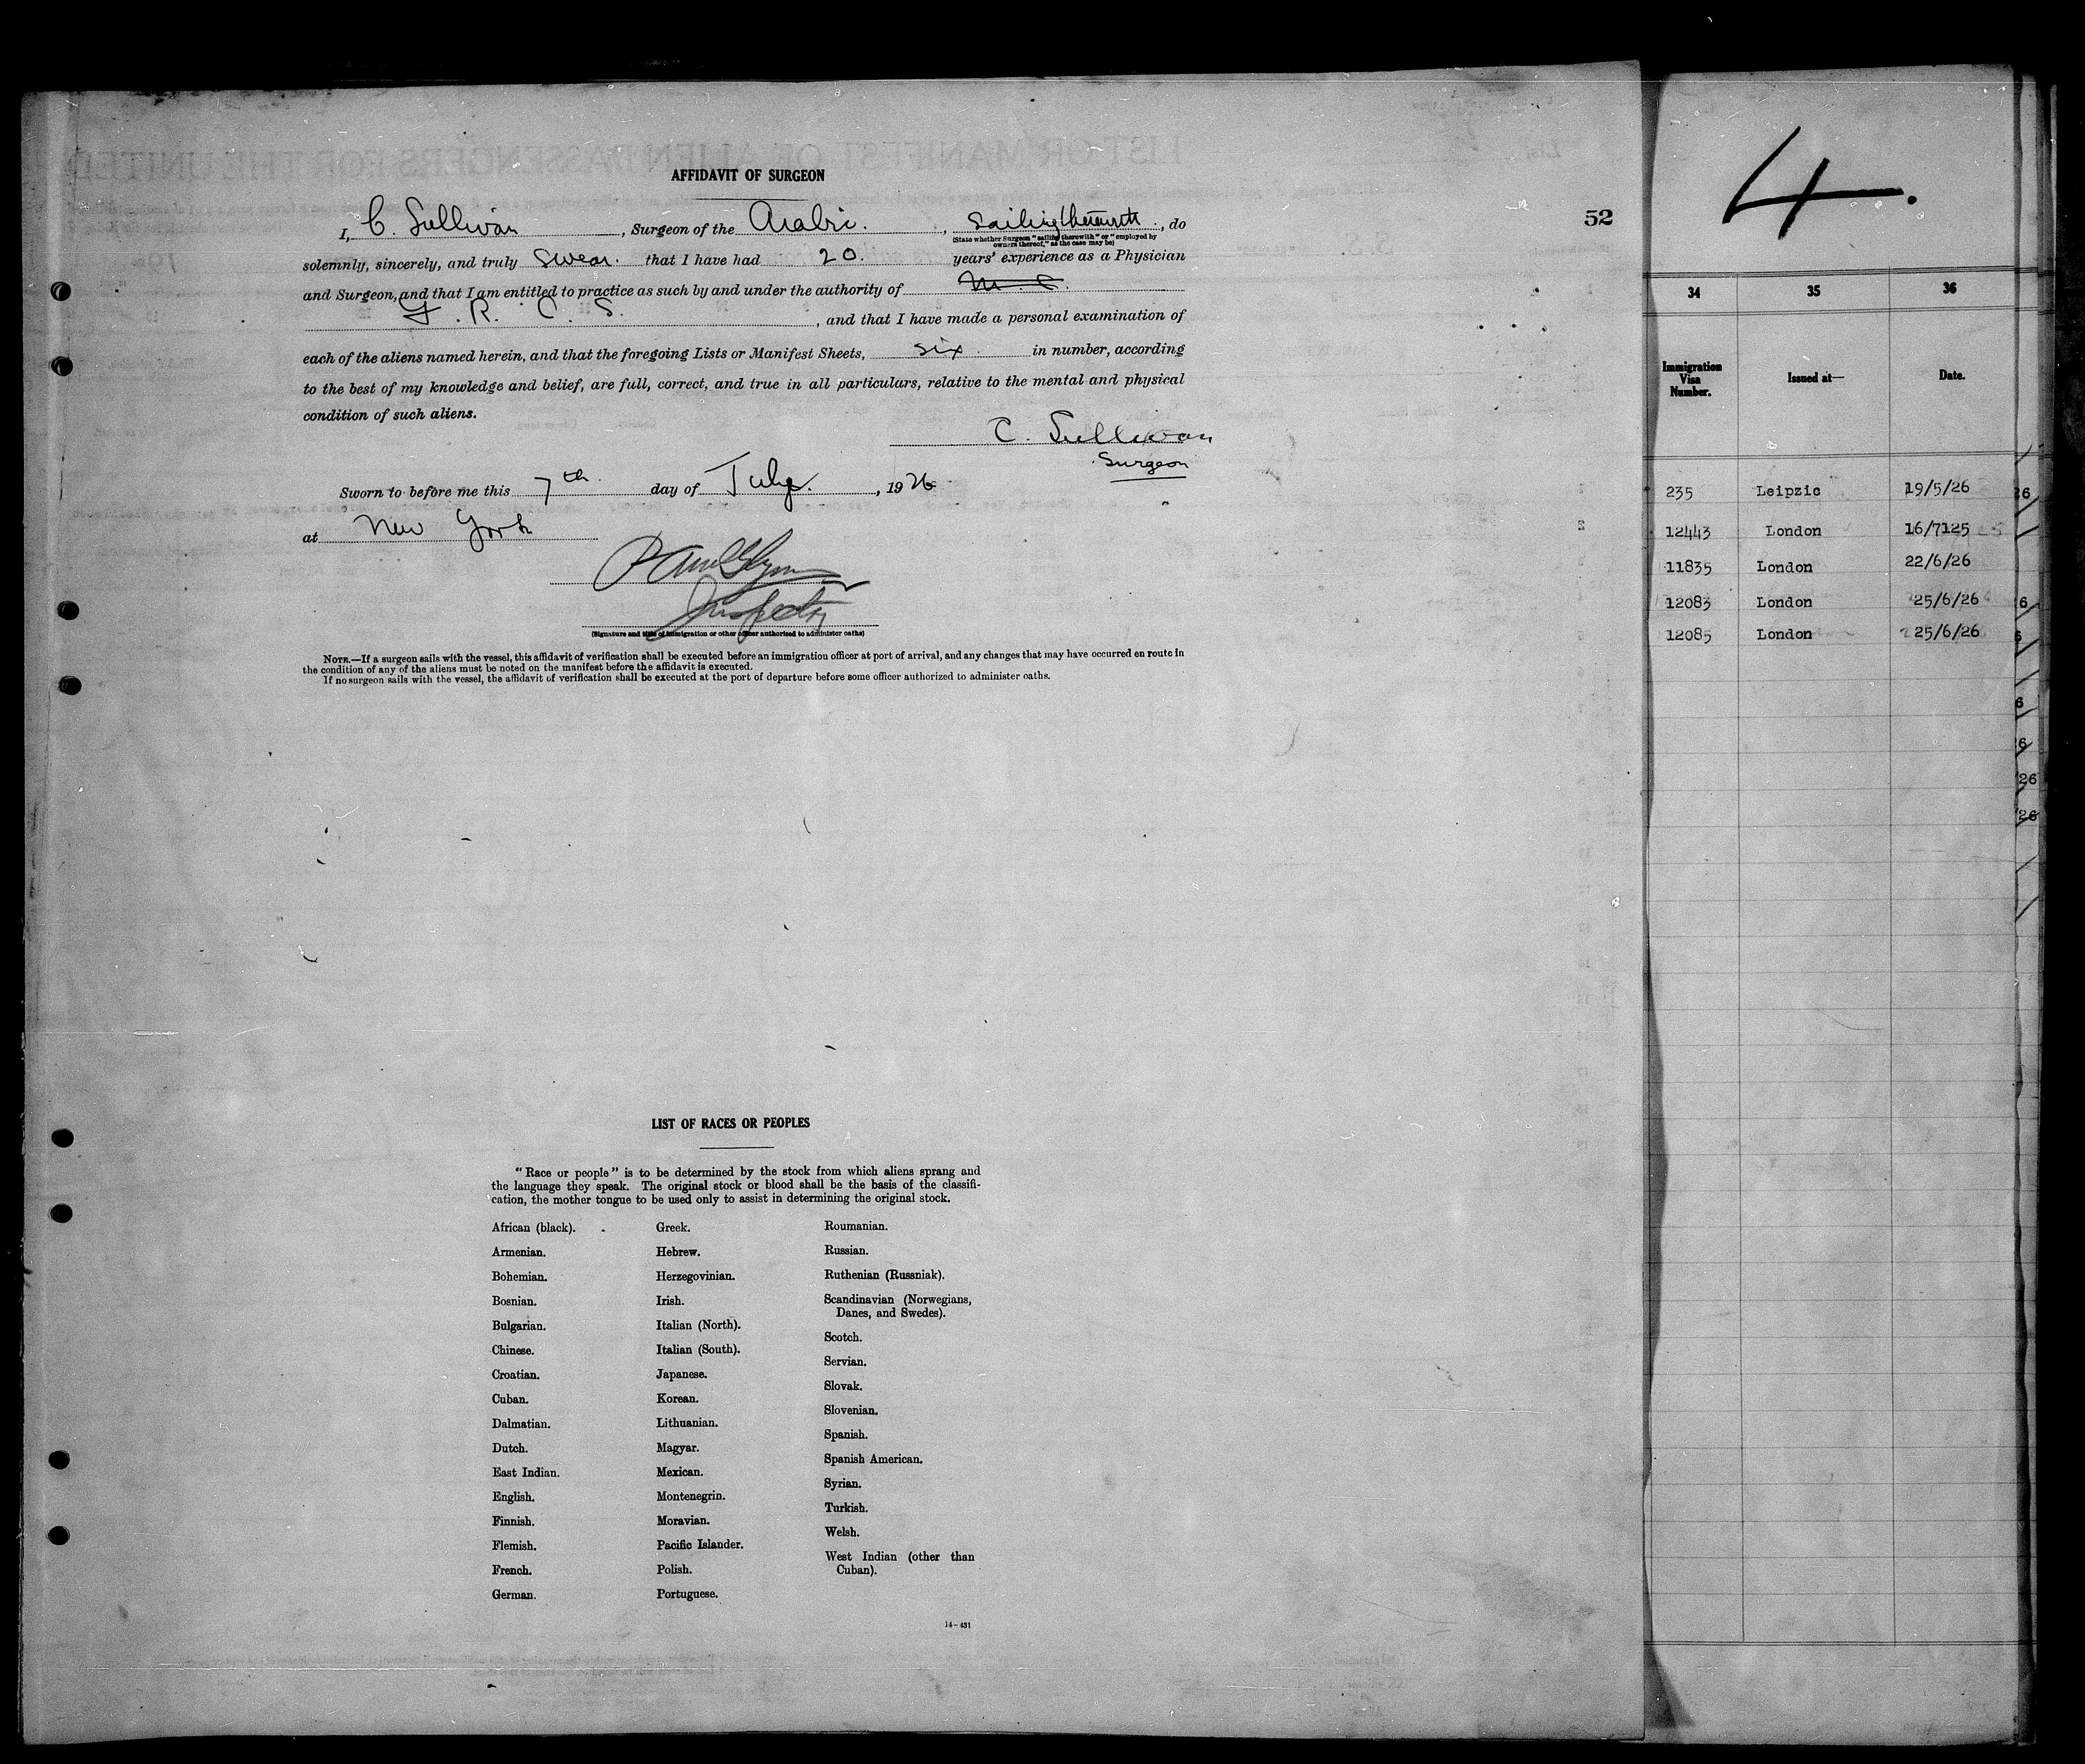 AFFIDAVIT OF SURGEON
I, C. Sullivan, Surgeon of the Arabic., sailing therewith, do
(State whether Surgeon "sailing therewith" or "employed by
owners thereof," as the case may be)
solemnly, sincerely, and truly swear. that I have had 20. years' experience as a Physician
and Surgeon, and that I am entitled to practice as such by and under the authority of
F. R. C. S., and that I have made a personal examination of
each of the aliens named herein, and that the foregoing Lists or Manifest Sheets, six in number, according
to the best of my knowledge and belief, are full, correct, and true in all particulars, relative to the mental and physical
condition of such aliens.
C. Sullivan
Surgeon
Sworn to before me this 7th day of July., 1926
at New York
Inspector
(Signature and title of immigration or other officer authorized to administer oaths)
NOTE.—If a surgeon sails with the vessel, this affidavit of verification shall be executed before an immigration officer at port of arrival, and any changes that may have occurred en route in
the condition of any of the aliens must be noted on the manifest before the affidavit is executed.
If no surgeon sails with the vessel, the affidavit of verification shall be executed at the port of departure before some officer authorized to administer oaths.
LIST OF RACES OR PEOPLES
"Race or people" is to be determined by the stock from which aliens sprang and
the language they speak. The original stock or blood shall be the basis of the classifi-
cation, the mother tongue to be used only to assist in determining the original stock.
African (black).
Armenian.
Bohemian.
Bosnian.
Bulgarian.
Chinese.
Croatian.
Cuban.
Dalmatian.
Dutch.
East Indian.
English.
Finnish.
Flemish.
French.
German.
Greek.
Hebrew.
Herzegovinian.
Irish.
Italian (North).
Italian (South).
Japanese.
Korean.
Lithuanian.
Magyar.
Mexican.
Montenegrin.
Moravian.
Pacific Islander.
Polish.
Portuguese.
Roumanian.
Russian.
Ruthenian (Russniak).
Scandinavian (Norwegians,
Danes, and Swedes).
Scotch.
Servian.
Slovak.
Slovenian.
Spanish.
Spanish American.
Syrian.
Turkish.
Welsh.
West Indian (other than
Cuban).
14—431
52
4.
34 35 36
Immigration
Visa
Number.
Issued at—
Date.
235 Leipzic 19/5/26
12443 London 16/7125
11835 London 22/6/26
12083 London 25/6/26
12085 London 25/6/26
26
6
6
6
6
26
26